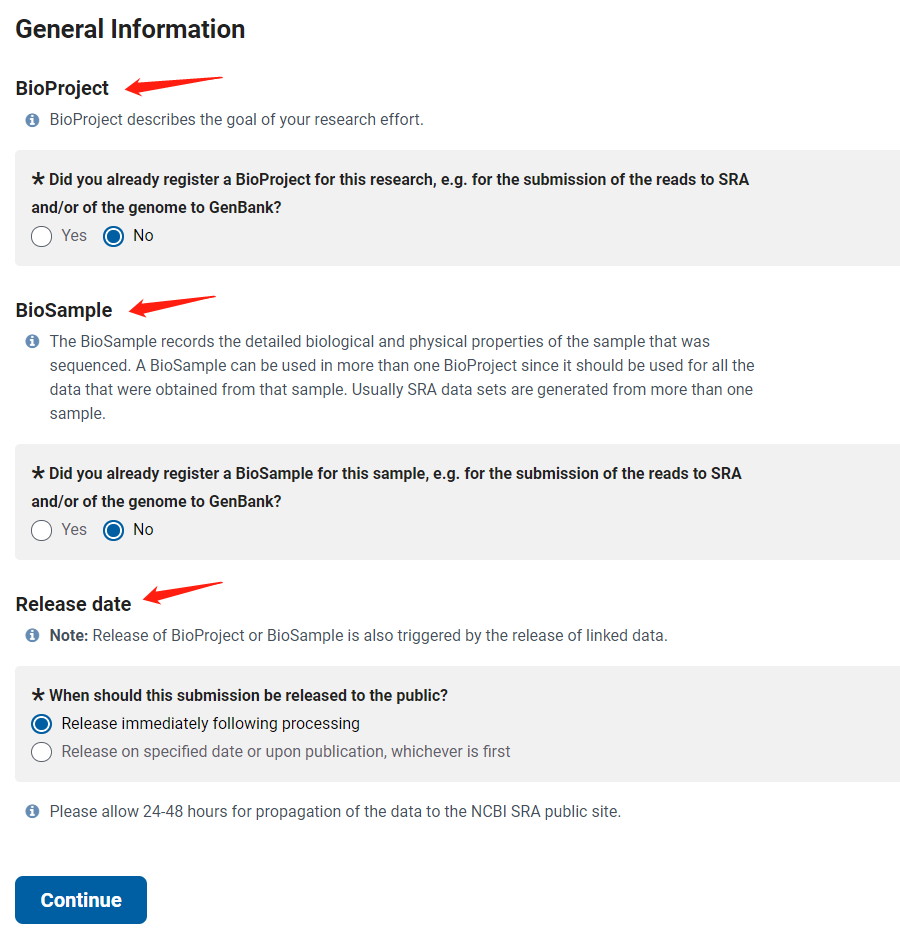 General Information
BioProject
BioProject describes the goal of your research effort.
* Did you already register a BioProject for this research, e.g. for the submission of the reads to SRA
and/or of the genome to GenBank?
Yes No
BioSample
The BioSample records the detailed biological and physical properties of the sample that was
sequenced. A BioSample can be used in more than one BioProject since it should be used for all the
data that were obtained from that sample. Usually SRA data sets are generated from more than one
sample.
* Did you already register a BioSample for this sample, e.g. for the submission of the reads to SRA
and/or of the genome to GenBank?
Yes No
Release date
Note: Release of BioProject or BioSample is also triggered by the release of linked data.
* When should this submission be released to the public?
Release immediately following processing
Release on specified date or upon publication, whichever is first
Please allow 24-48 hours for propagation of the data to the NCBI SRA public site.
Continue